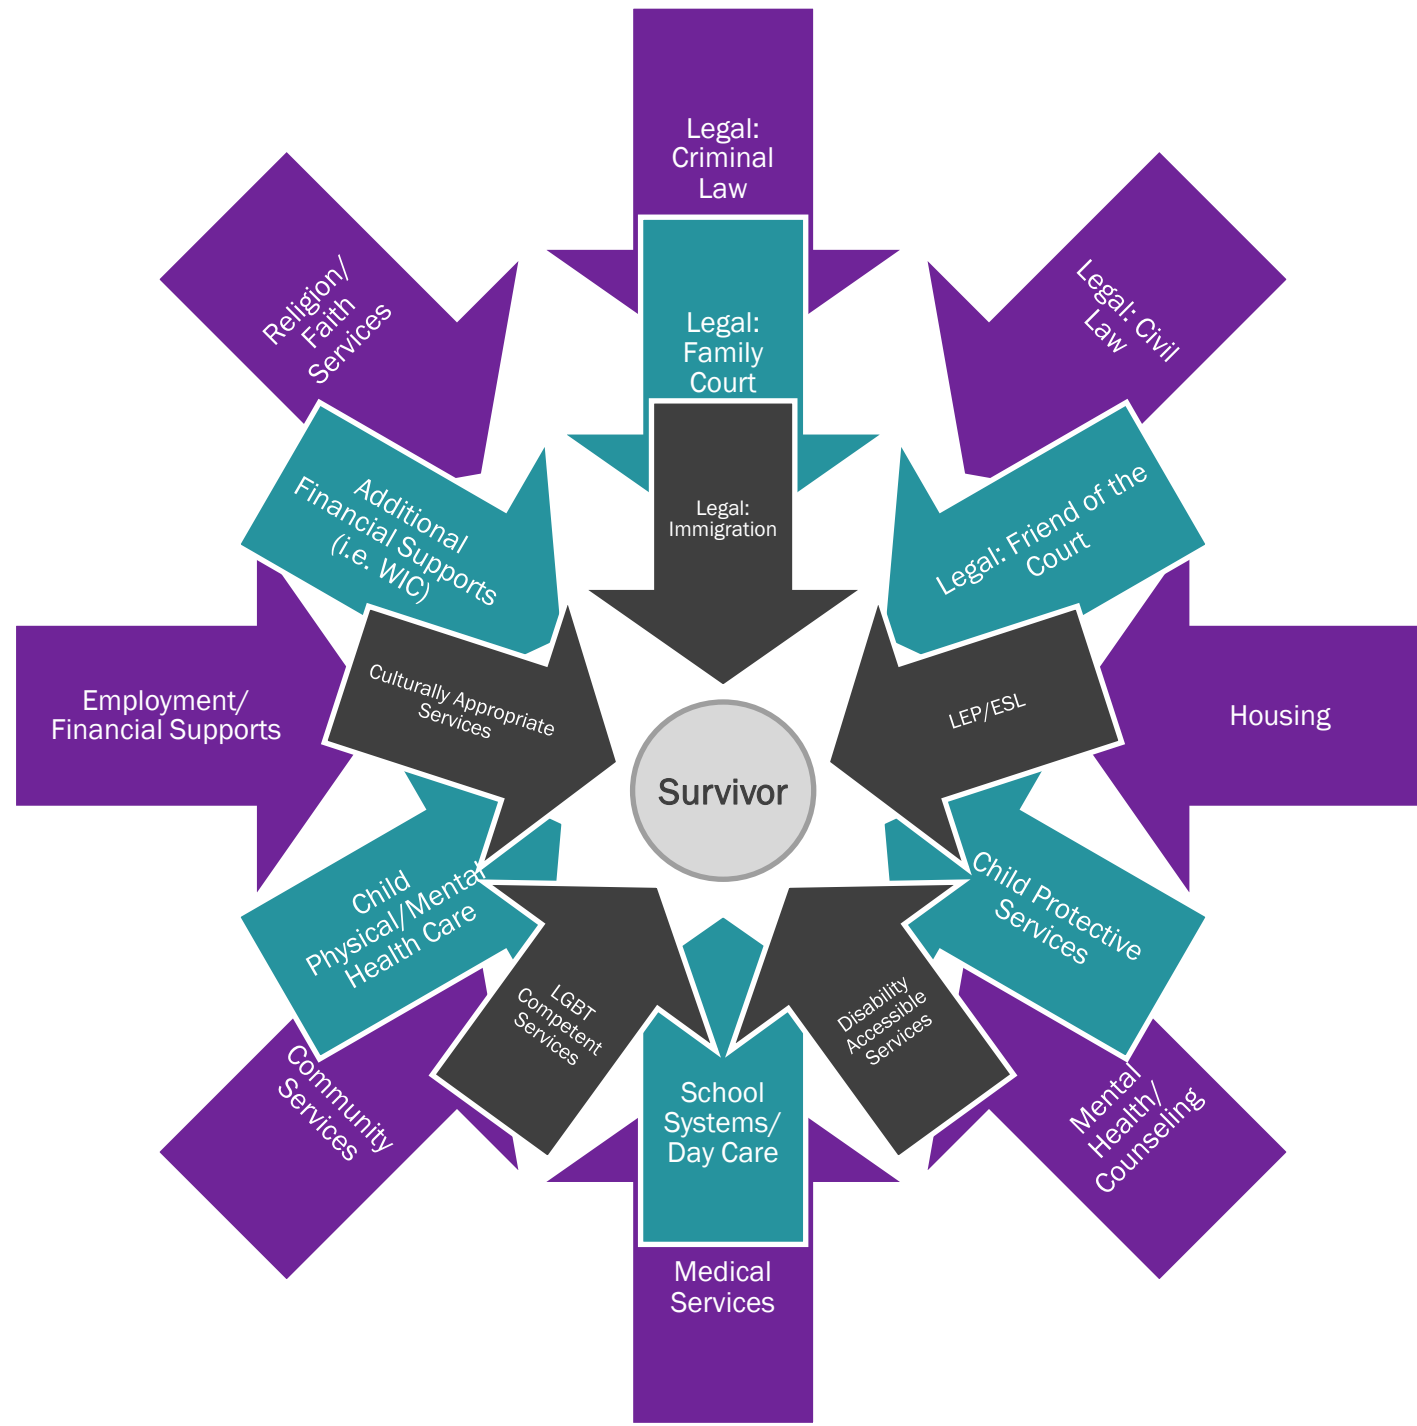 Legal:
Criminal
Law
Religion/
Faith
Services
Legal: Civil
Law
Legal:
Family
Court
Additional
Financial Supports
(i.e. WIC)
Legal: Friend of the
Court
Legal:
Immigration
Employment/
Financial Supports
Culturally Appropriate
Services
LEP/ESL
Housing
Survivor
Child
Physical/Mental
Health Care
Child Protective
Services
LGBT
Competent
Services
Disability
Accessible
Services
Community
Services
School
Systems/
Day Care
Mental
Health/
Counseling
Medical
Services